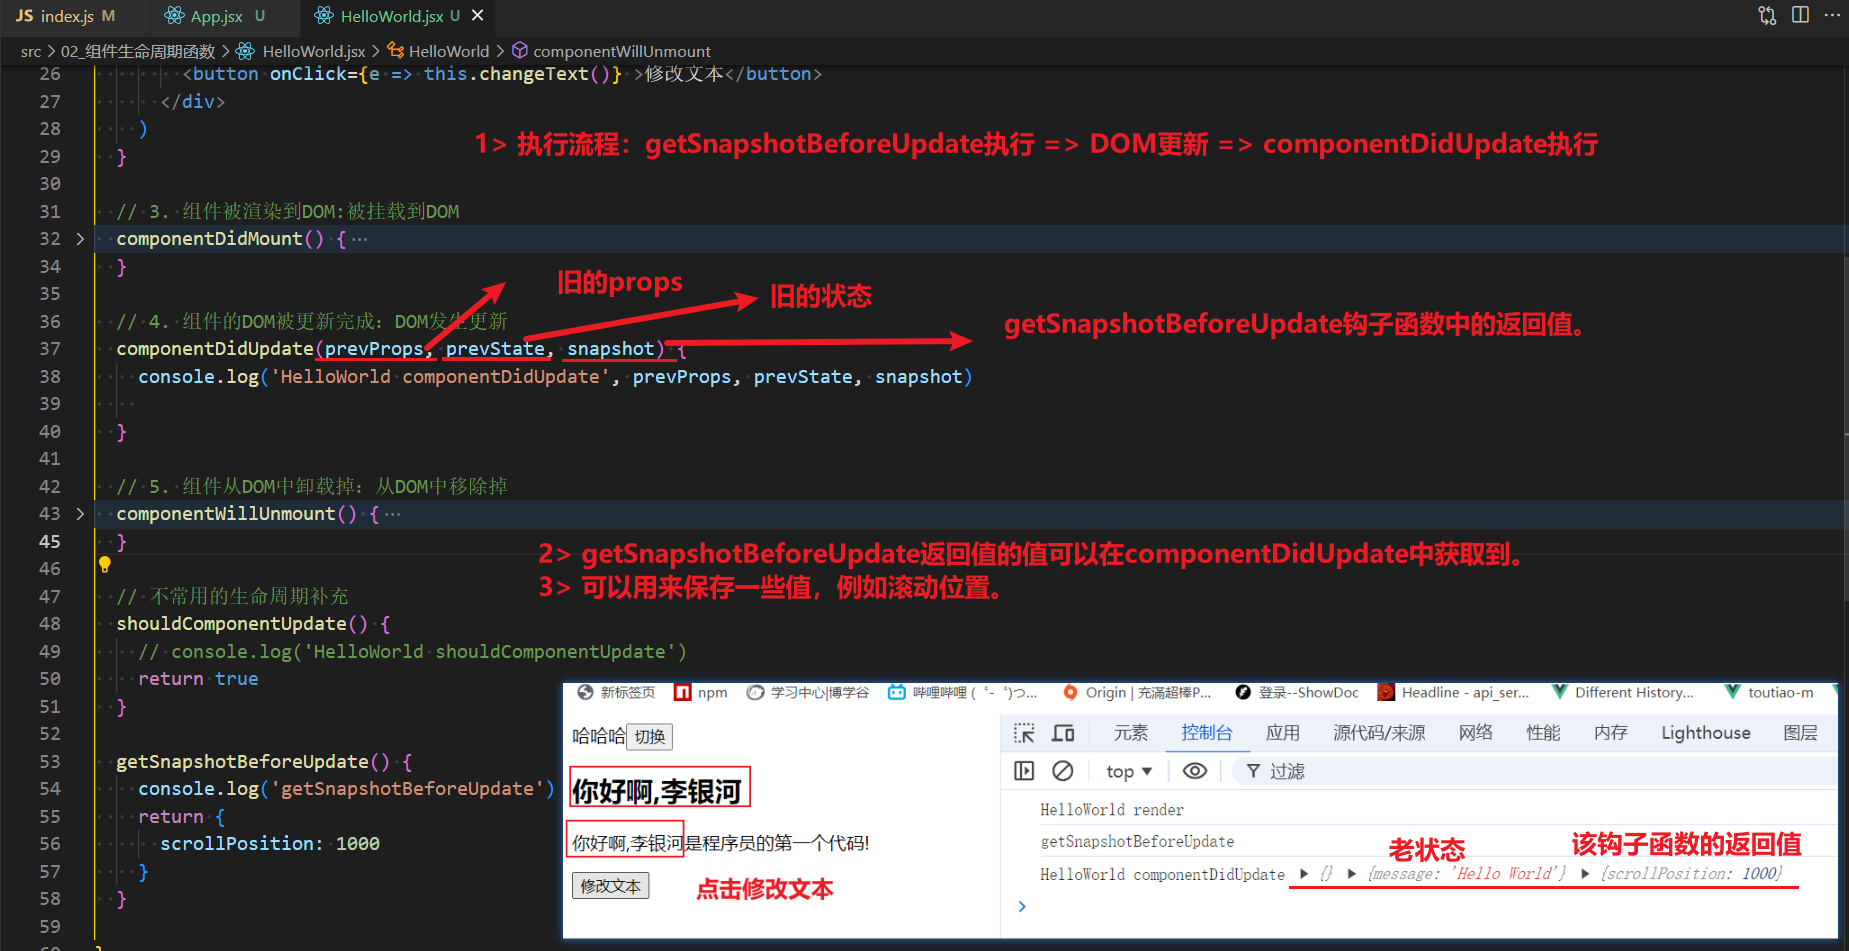 JS index.js M
App.jsx U
HelloWorld.jsx U
src > 02_组件生命周期函数 > HelloWorld.jsx > HelloWorld > componentWillUnmount
26 <button onClick={e => this.changeText()} >修改文本</button>
27 </div>
28 )
1> 执行流程：getSnapshotBeforeUpdate执行 => DOM更新 => componentDidUpdate执行
29 }
30
31 // 3. 组件被渲染到DOM:被挂载到DOM
32 componentDidMount() { ···
34 }
旧的props
旧的状态
35
36 // 4. 组件的DOM被更新完成：DOM发生更新
getSnapshotBeforeUpdate钩子函数中的返回值。
37 componentDidUpdate(prevProps, prevState, snapshot) {
38 console.log('HelloWorld componentDidUpdate', prevProps, prevState, snapshot)
39
40 }
41
42 // 5. 组件从DOM中卸载掉：从DOM中移除掉
43 componentWillUnmount() { ···
45 }
2> getSnapshotBeforeUpdate返回值的值可以在componentDidUpdate中获取到。
46
3> 可以用来保存一些值，例如滚动位置。
47 // 不常用的生命周期补充
48 shouldComponentUpdate() {
49 // console.log('HelloWorld shouldComponentUpdate')
50 return true
51 }
52
53 getSnapshotBeforeUpdate() {
54 console.log('getSnapshotBeforeUpdate')
55 return {
56 scrollPosition: 1000
57 }
58 }
59
新标签页 npm 学习中心|博学谷 哔哩哔哩 (゜-゜)つ... Origin | 充满超棒P... 登录--ShowDoc Headline - api_ser... Different History... toutiao-m
哈哈哈 切换
你好啊,李银河
你好啊,李银河是程序员的第一个代码!
修改文本
点击修改文本
元素 控制台 应用 源代码/来源 网络 性能 内存 Lighthouse 图层
top ▼ 过滤
HelloWorld render
getSnapshotBeforeUpdate
老状态
该钩子函数的返回值
HelloWorld componentDidUpdate ▶ {} ▶ {message: 'Hello World'} ▶ {scrollPosition: 1000}
>